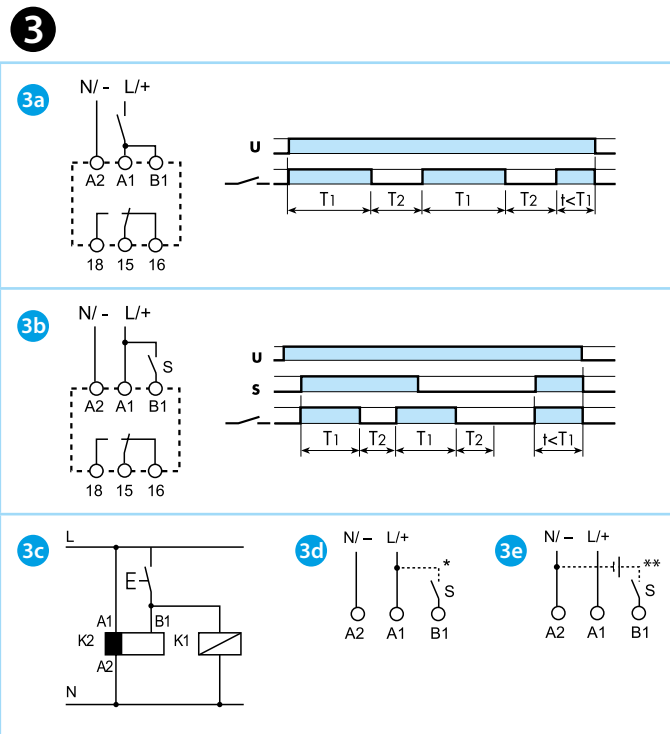 3
3a
N/- L/+
A2 A1 B1
18 15 16
U
T1 T2 T1 T2 t<T1
3b
N/- L/+
S
A2 A1 B1
18 15 16
U
S
T1 T2 T1 T2 t<T1
3c
L
E
A1 B1
K2 K1
A2
N
3d
N/- L/+
*
S
A2 A1 B1
3e
N/- L/+
**
S
A2 A1 B1